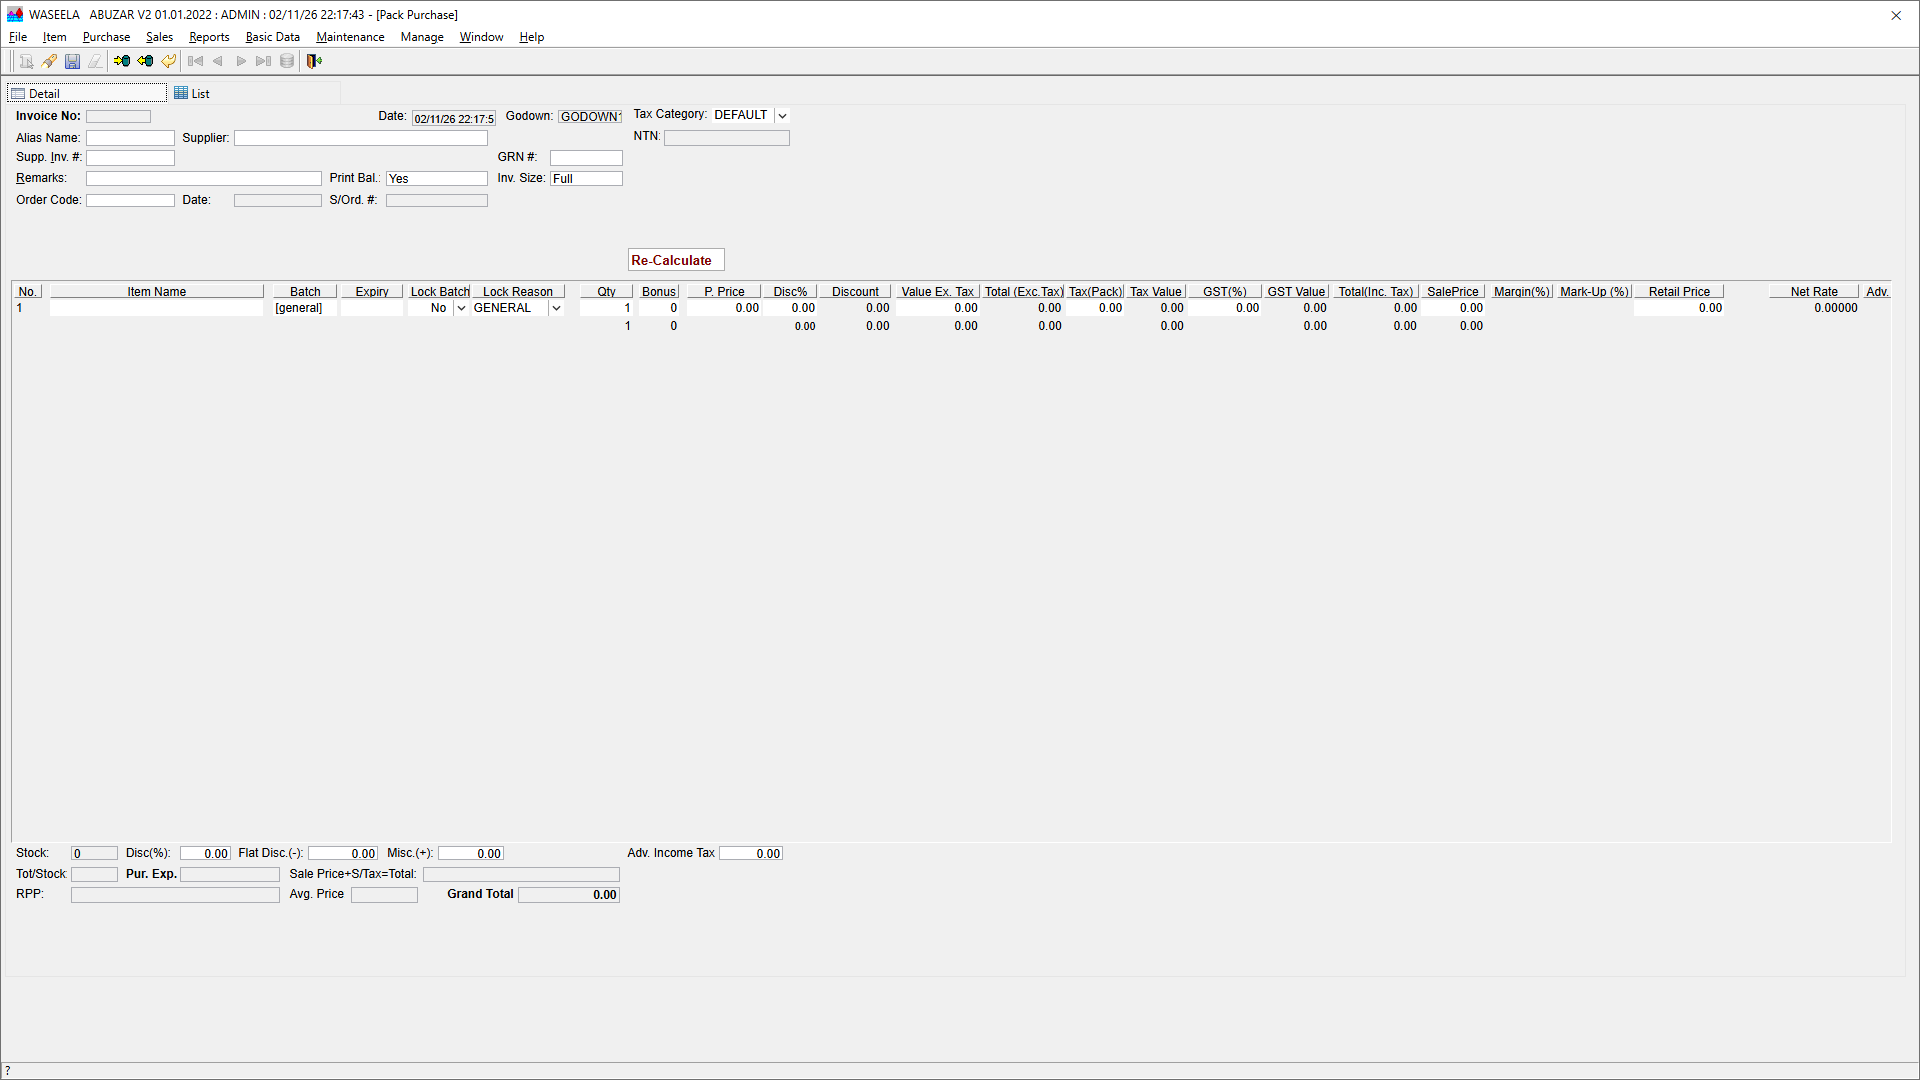 WASEELA ABUZAR V2 01.01.2022 : ADMIN : 02/11/26 22:17:43 - [Pack Purchase]
File Item Purchase Sales Reports Basic Data Maintenance Manage Window Help
Detail List
Invoice No: Date: 02/11/26 22:17:5 Godown: GODOWN1 Tax Category: DEFAULT
Alias Name: Supplier: NTN:
Supp. Inv. #: GRN #:
Remarks: Print Bal.: Yes Inv. Size: Full
Order Code: Date: S/Ord. #:
Re-Calculate
No. Item Name Batch Expiry Lock Batch Lock Reason Qty Bonus P. Price Disc% Discount Value Ex. Tax Total (Exc.Tax) Tax(Pack) Tax Value GST(%) GST Value Total(Inc. Tax) SalePrice Margin(%) Mark-Up (%) Retail Price Net Rate Adv.
1 [general] No GENERAL 1 0 0.00 0.00 0.00 0.00 0.00 0.00 0.00 0.00 0.00 0.00 0.00 0.00 0.00000
1 0 0.00 0.00 0.00 0.00 0.00 0.00 0.00 0.00
Stock: 0 Disc(%): 0.00 Flat Disc.(-): 0.00 Misc.(+): 0.00 Adv. Income Tax 0.00
Tot/Stock: Pur. Exp. Sale Price+S/Tax=Total:
RPP: Avg. Price Grand Total 0.00
?